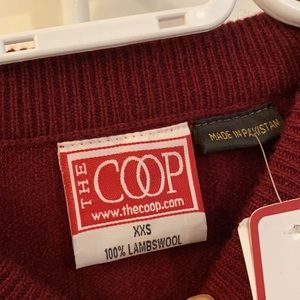 THE COOP
www.thecoop.com
XXS
100% LAMBSWOOL
MADE IN PAKISTAN